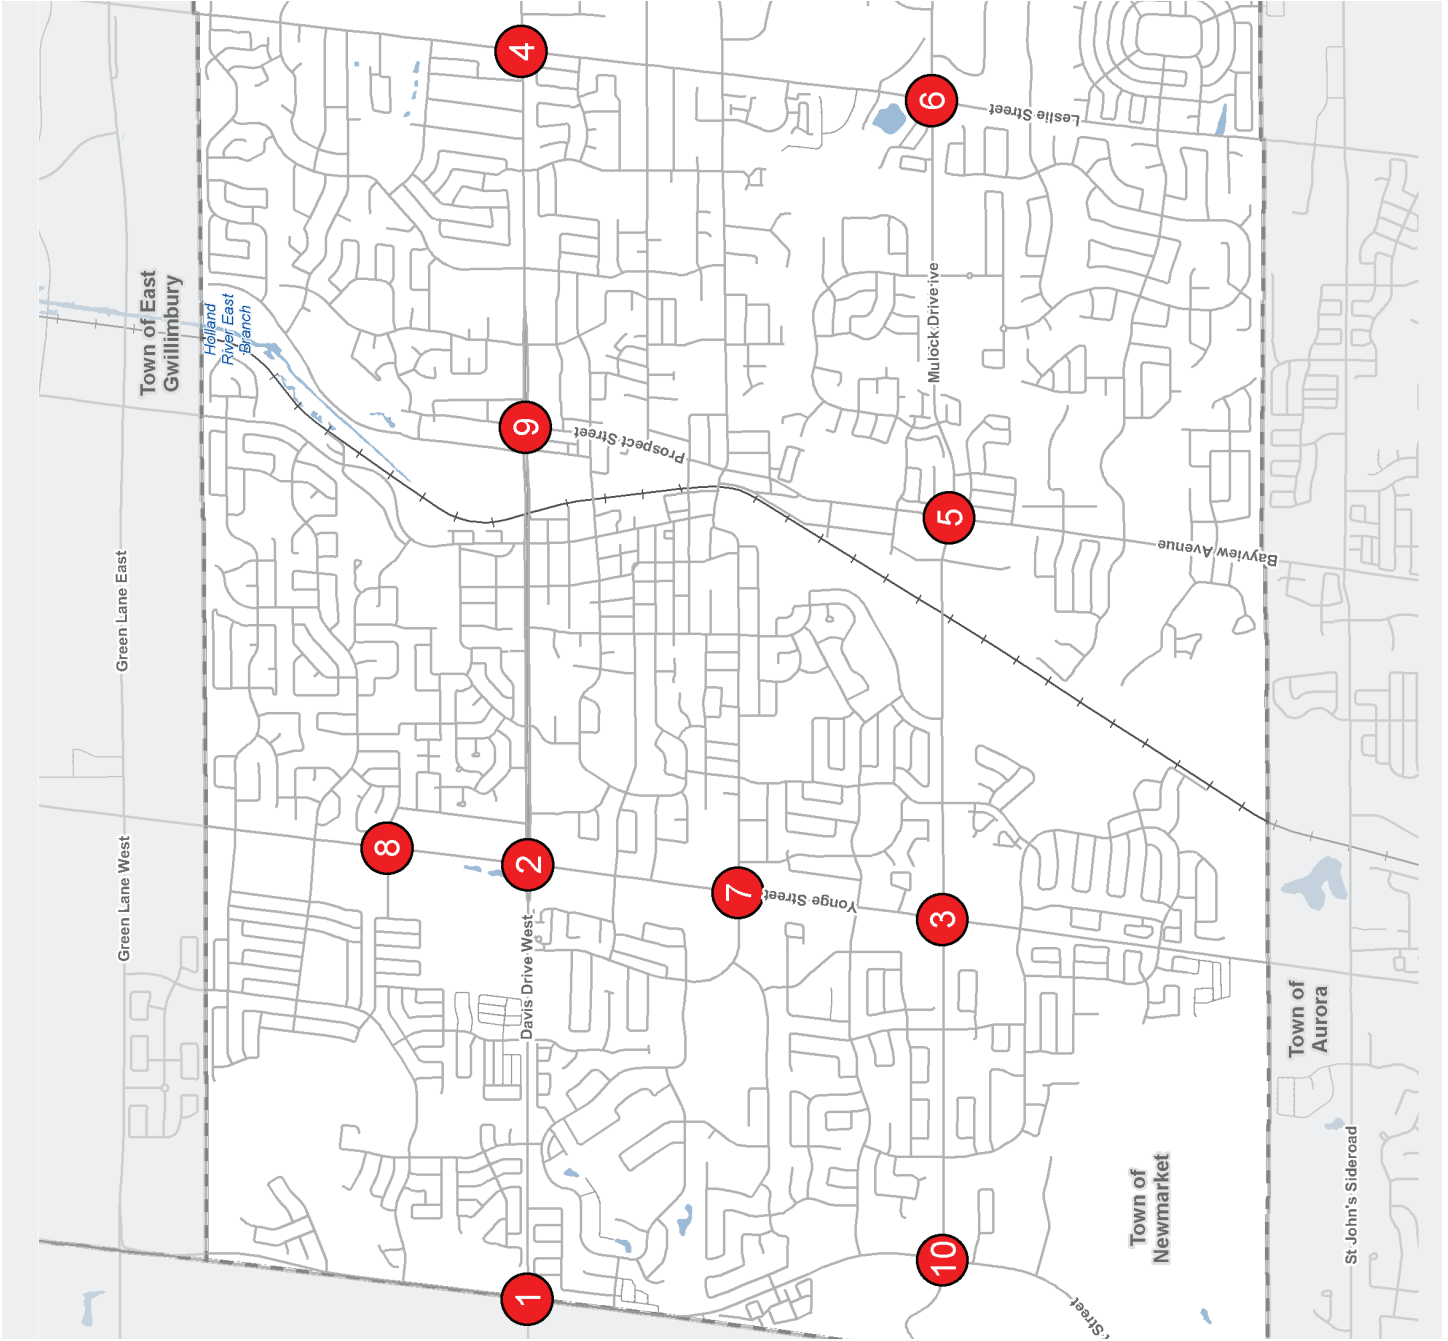 Town of East
Gwillimbury
Holland
River East
Branch
Green Lane East
Green Lane West
4
6
Leslie Street
Mulock Drive ive
9
Prospect Street
5
Bayview Avenue
8
2
7
Yonge Street
3
Davis Drive West
Town of
Aurora
Town of
Newmarket
St John's Sideroad
1
10
Street